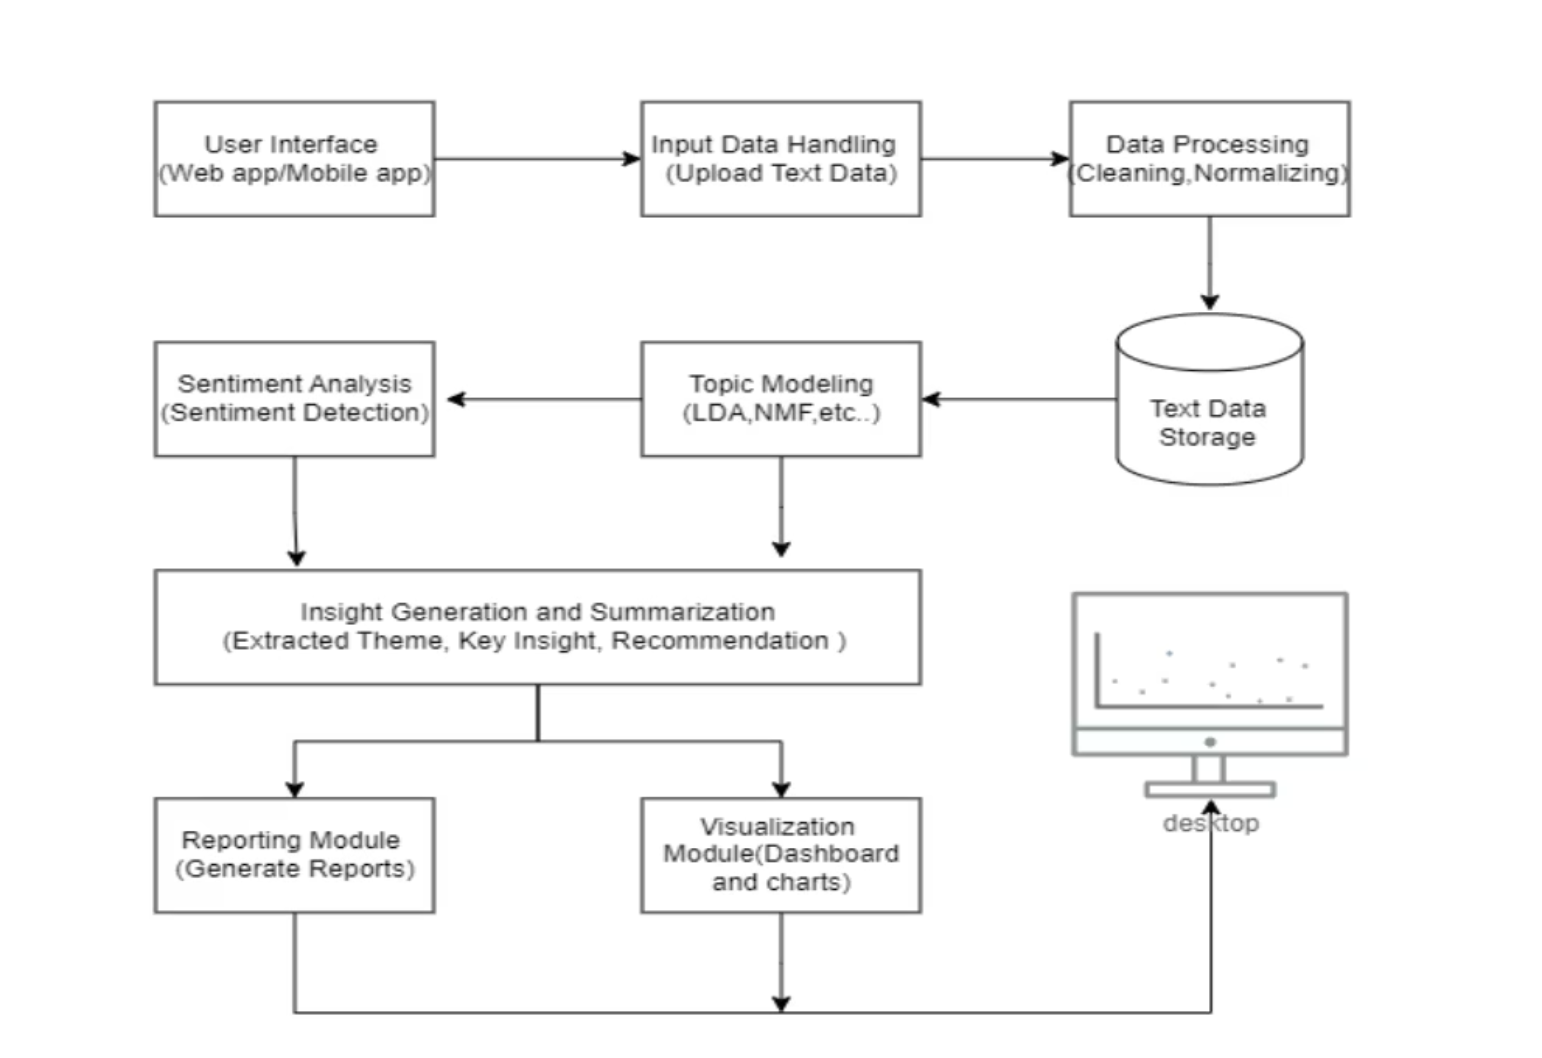 User Interface
(Web app/Mobile app)
Input Data Handling
(Upload Text Data)
Data Processing
(Cleaning,Normalizing)
Sentiment Analysis
(Sentiment Detection)
Topic Modeling
(LDA,NMF,etc..)
Text Data
Storage
Insight Generation and Summarization
(Extracted Theme, Key Insight, Recommendation )
Reporting Module
(Generate Reports)
Visualization
Module(Dashboard
and charts)
desktop